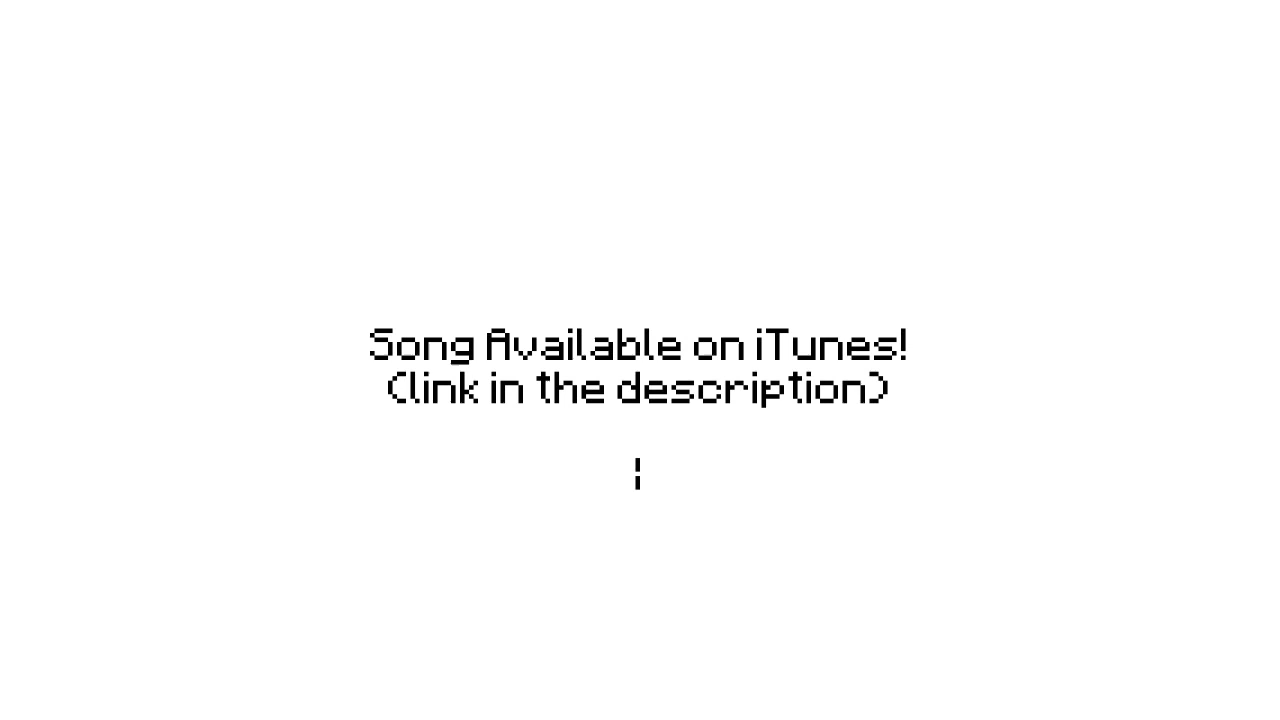 Song Available on iTunes!
(link in the description)
¦